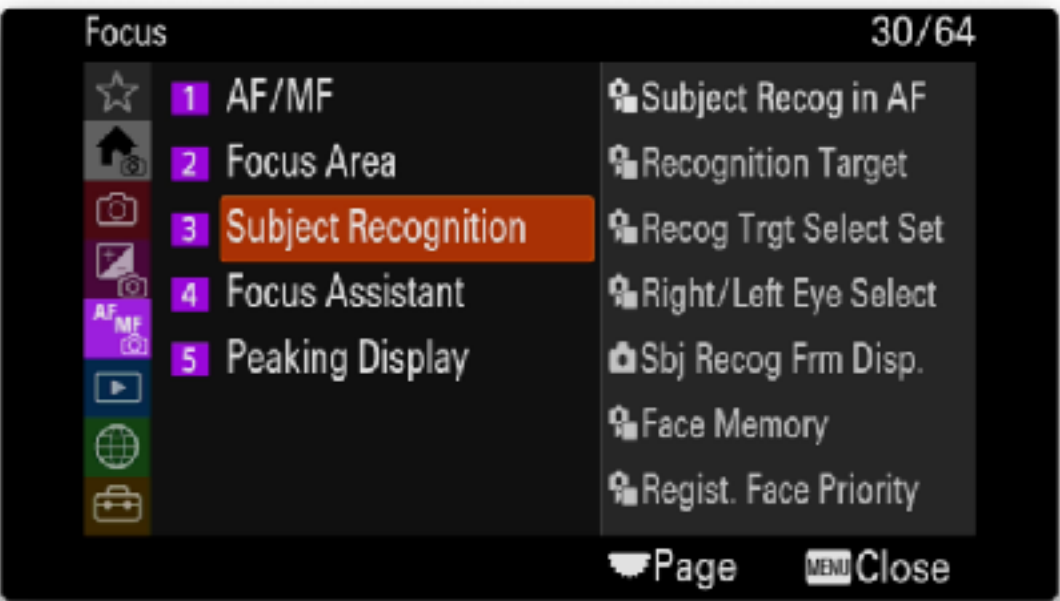 Focus 30/64
1 AF/MF
2 Focus Area
3 Subject Recognition
4 Focus Assistant
5 Peaking Display
AF MF
Subject Recog in AF
Recognition Target
Recog Trgt Select Set
Right/Left Eye Select
Sbj Recog Frm Disp.
Face Memory
Regist. Face Priority
Page MENU Close